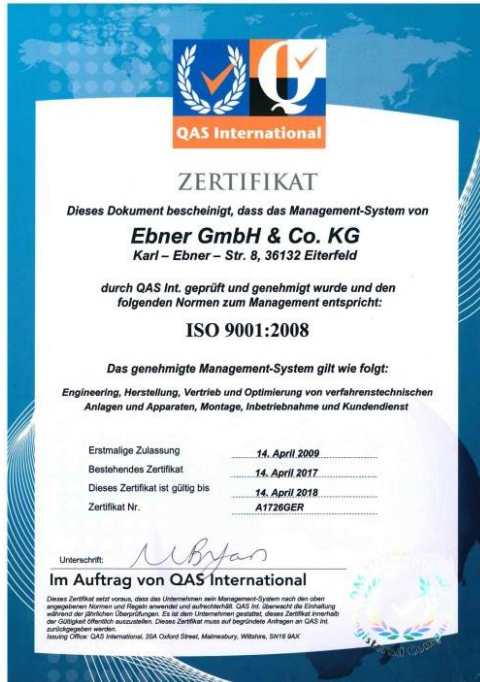 QAS International
ZERTIFIKAT
Dieses Dokument bescheinigt, dass das Management-System von
Ebner GmbH & Co. KG
Karl – Ebner – Str. 8, 36132 Eiterfeld
durch QAS Int. geprüft und genehmigt wurde und den
folgenden Normen zum Management entspricht:
ISO 9001:2008
Das genehmigte Management-System gilt wie folgt:
Engineering, Herstellung, Vertrieb und Optimierung von verfahrenstechnischen
Anlagen und Apparaten, Montage, Inbetriebnahme und Kundendienst
Erstmalige Zulassung 14. April 2009
Bestehendes Zertifikat 14. April 2017
Dieses Zertifikat ist gültig bis 14. April 2018
Zertifikat Nr. A1726GER
Unterschrift:
Im Auftrag von QAS International
Dieses Zertifikat setzt voraus, dass das Unternehmen sein Management-System nach den oben
angegebenen Normen und Regeln anwendet und aufrechterhält. QAS Int. überwacht die Einhaltung
während der jährlichen Überprüfungen. Es ist dem Unternehmen gestattet, dieses Zertifikat innerhalb
der Gültigkeit öffentlich auszustellen. Dieses Zertifikat muss auf begründete Anfragen an QAS Int.
zurückgegeben werden.
Issuing Office: QAS International, 20A Oxford Street, Malmesbury, Wiltshire, SN16 9AX